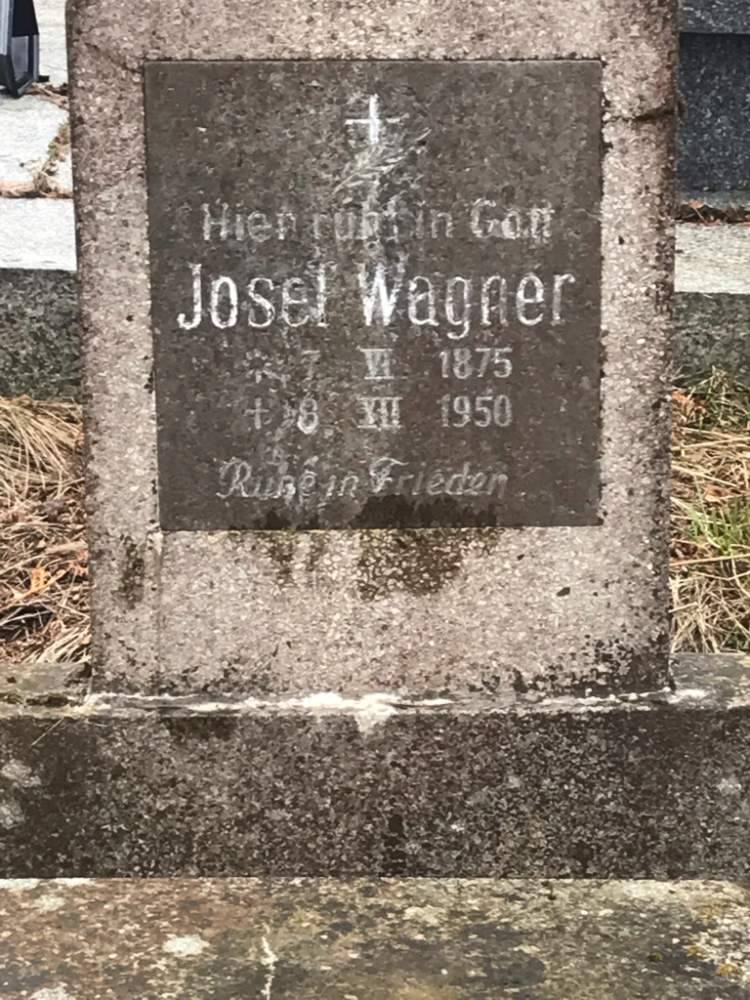 Hier ruht in Gott
Josef Wagner
* 7 VI 1875
+ 8 XII 1950
Ruhe in Frieden